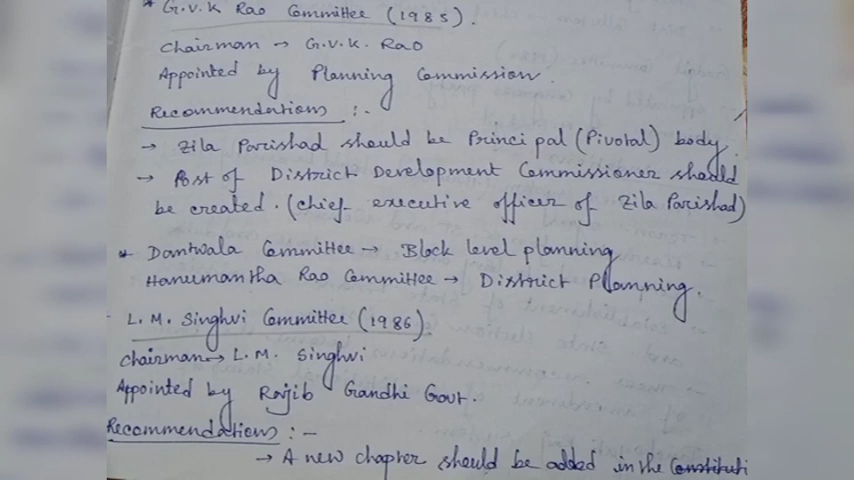 * G.V.K Rao Committee (1985).
Chairman → G.V.K. Rao
Appointed by Planning Commission.
Recommendations :-
→ Zila Parishad should be Principal (Pivotal) body.
→ Post of District Development Commissioner should
be created. (chief executive officer of Zila Parishad)
* Dantwala Committee → Block level planning
Hanumantha Rao Committee → District Planning.
L.M. Singhvi Committee (1986).
Chairman → L.M. Singhvi
Appointed by Rajib Gandhi Govt.
Recommendations :-
→ A new chapter should be added in the Constituti